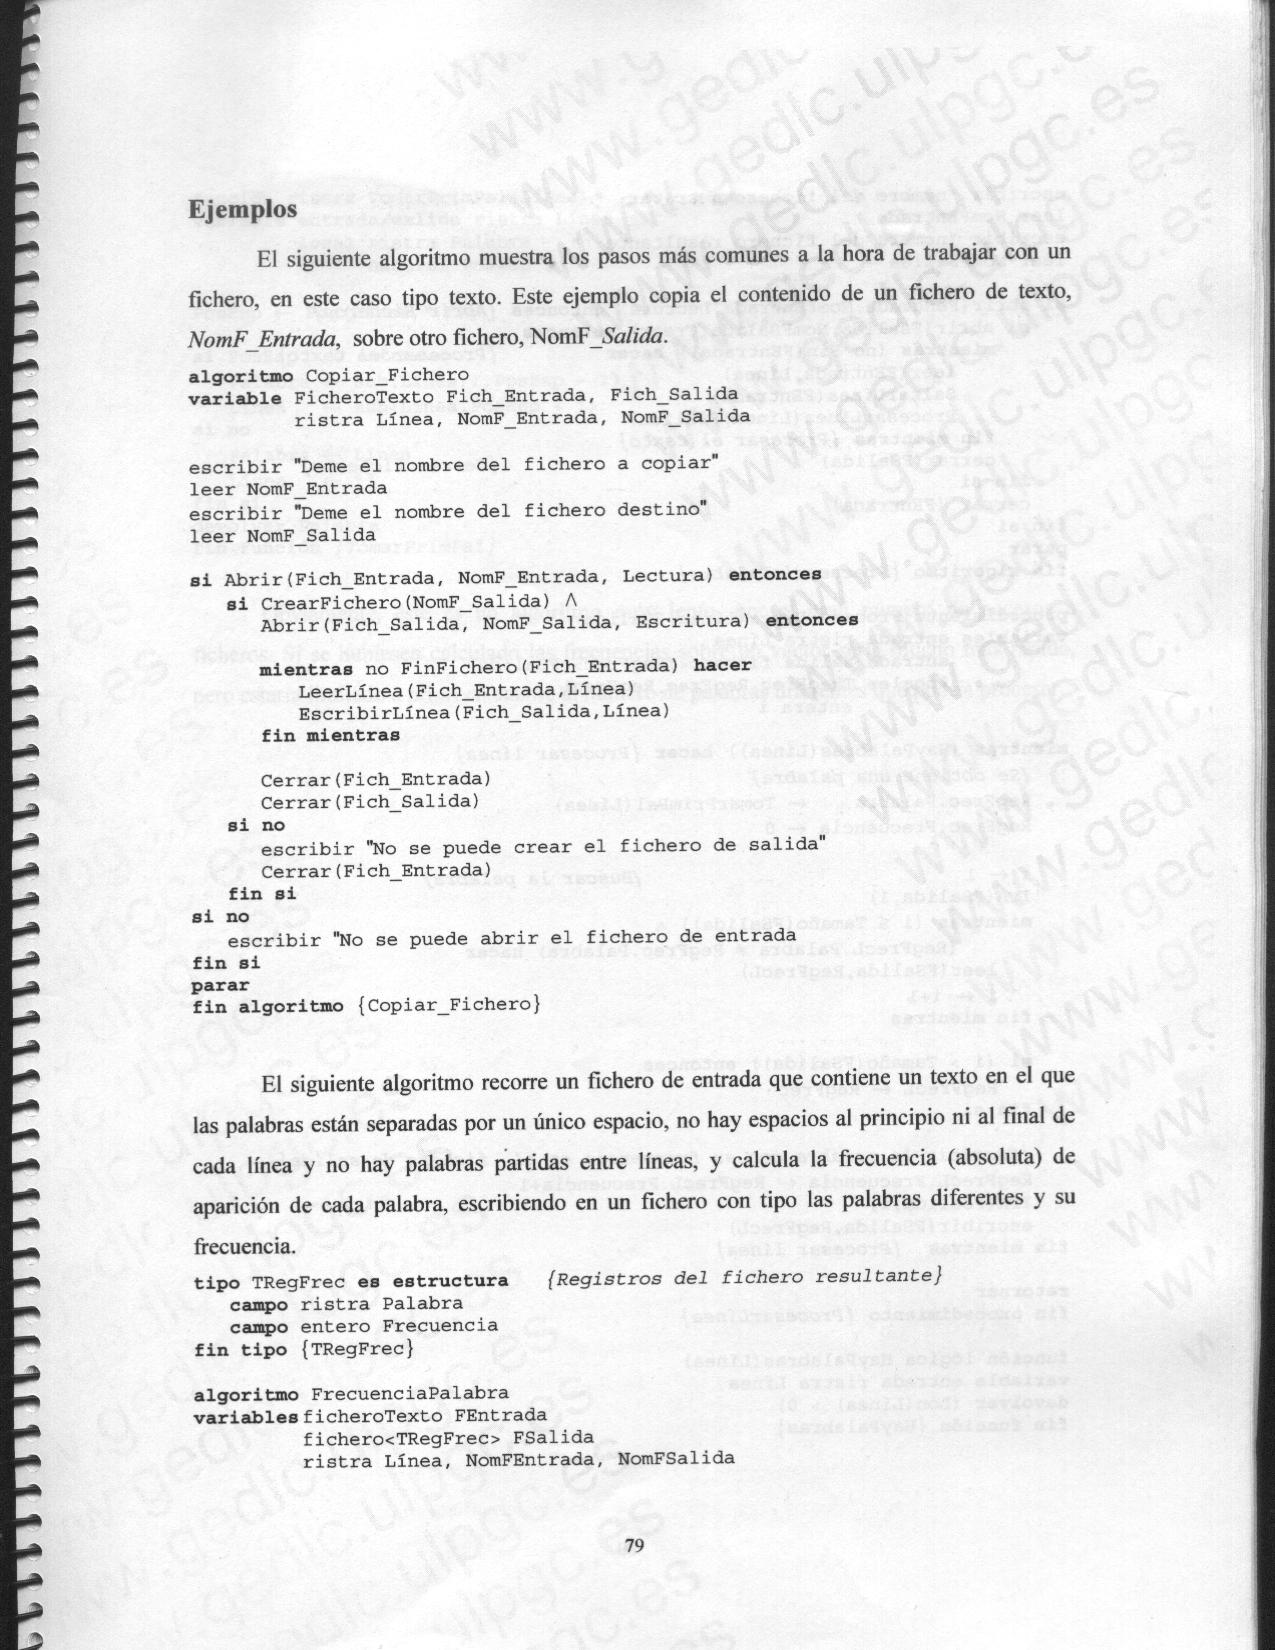 Ejemplos
El siguiente algoritmo muestra los pasos más comunes a la hora de trabajar con un
fichero, en este caso tipo texto. Este ejemplo copia el contenido de un fichero de texto,
NomF_Entrada, sobre otro fichero, NomF_Salida.
algoritmo Copiar_Fichero
variable FicheroTexto Fich_Entrada, Fich_Salida
ristra Línea, NomF_Entrada, NomF_Salida
escribir "Deme el nombre del fichero a copiar"
leer NomF_Entrada
escribir "Deme el nombre del fichero destino"
leer NomF_Salida
si Abrir(Fich_Entrada, NomF_Entrada, Lectura) entonces
si CrearFichero(NomF_Salida) ∧
Abrir(Fich_Salida, NomF_Salida, Escritura) entonces
mientras no FinFichero(Fich_Entrada) hacer
LeerLínea(Fich_Entrada,Línea)
EscribirLínea(Fich_Salida,Línea)
fin mientras
Cerrar(Fich_Entrada)
Cerrar(Fich_Salida)
si no
escribir "No se puede crear el fichero de salida"
Cerrar(Fich_Entrada)
fin si
si no
escribir "No se puede abrir el fichero de entrada
fin si
parar
fin algoritmo {Copiar_Fichero}
El siguiente algoritmo recorre un fichero de entrada que contiene un texto en el que
las palabras están separadas por un único espacio, no hay espacios al principio ni al final de
cada línea y no hay palabras partidas entre líneas, y calcula la frecuencia (absoluta) de
aparición de cada palabra, escribiendo en un fichero con tipo las palabras diferentes y su
frecuencia.
tipo TRegFrec es estructura {Registros del fichero resultante}
campo ristra Palabra
campo entero Frecuencia
fin tipo {TRegFrec}
algoritmo FrecuenciaPalabra
variables ficheroTexto FEntrada
fichero<TRegFrec> FSalida
ristra Línea, NomFEntrada, NomFSalida
79
www.gedlc.ulpgc.es